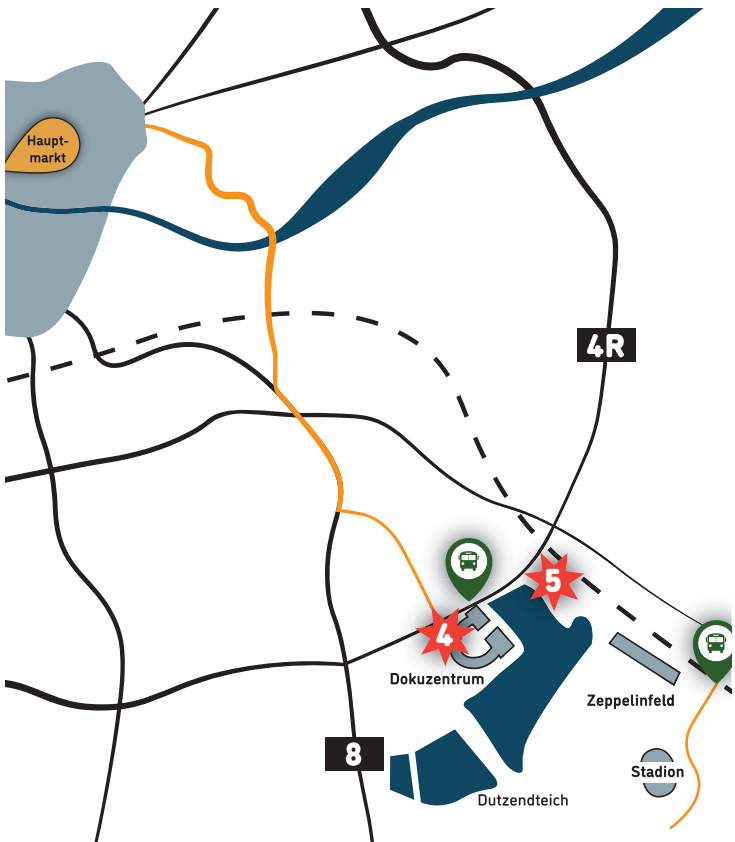 Haupt-
markt
4R
5
4
Dokuzentrum
Zeppelinfeld
8
Stadion
Dutzendteich